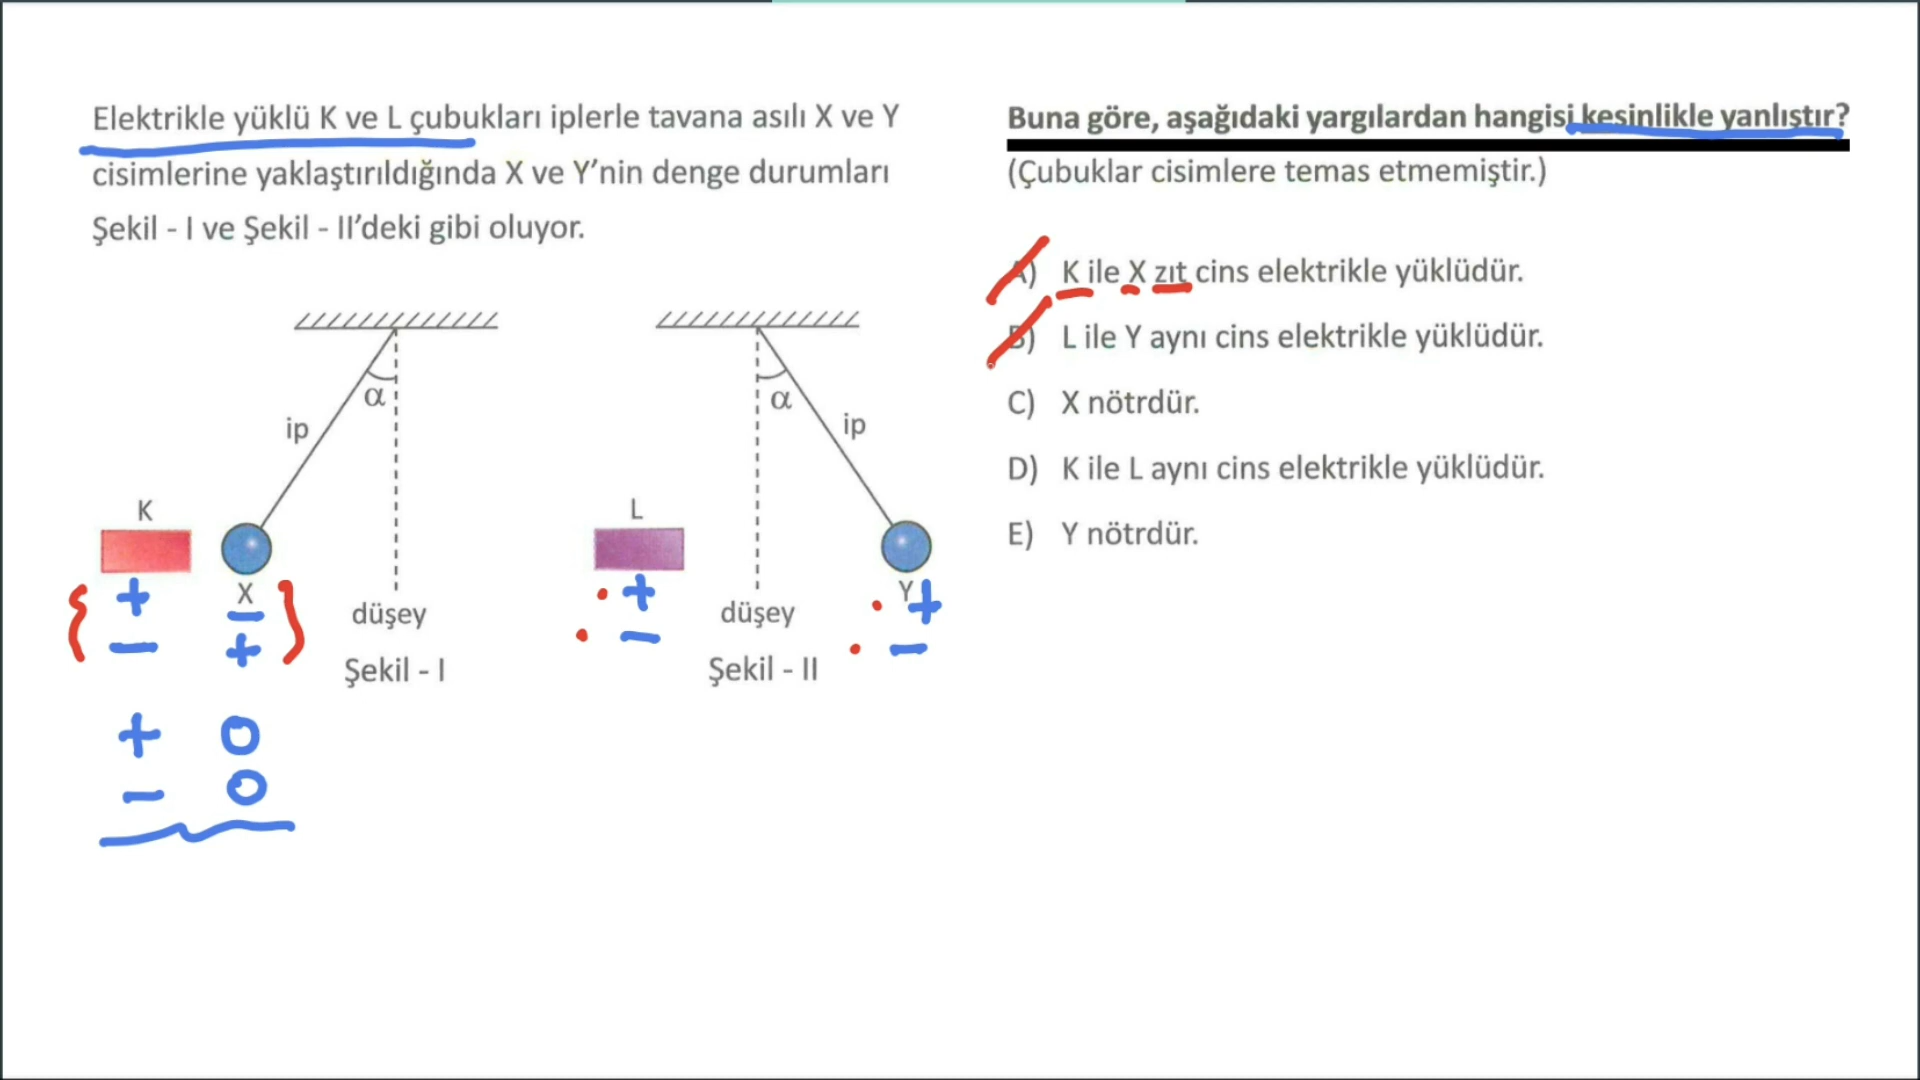 Elektrikle yüklü K ve L çubukları iplerle tavana asılı X ve Y
cisimlerine yaklaştırıldığında X ve Y’nin denge durumları
Şekil - I ve Şekil - II’deki gibi oluyor.
α
ip
K
X
düşey
Şekil - I
+ −
− +
+ 0
− 0
α
ip
L
Y
düşey
Şekil - II
+ +
− −
Buna göre, aşağıdaki yargılardan hangisi kesinlikle yanlıştır?
(Çubuklar cisimlere temas etmemiştir.)
A) K ile X zıt cins elektrikle yüklüdür.
B) L ile Y aynı cins elektrikle yüklüdür.
C) X nötrdür.
D) K ile L aynı cins elektrikle yüklüdür.
E) Y nötrdür.